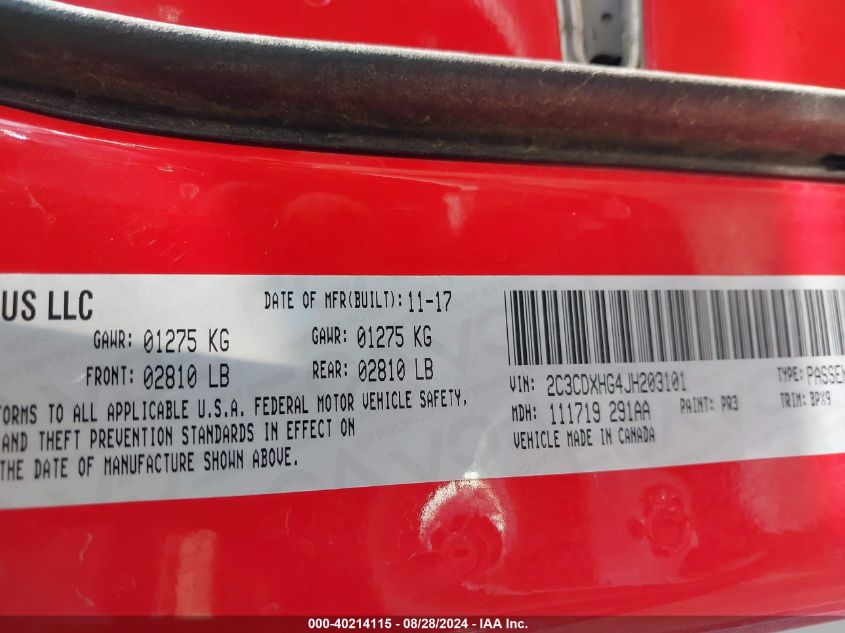 US LLC
DATE OF MFR(BUILT): 11-17
GAWR: 01275 KG
GAWR: 01275 KG
FRONT: 02810 LB
REAR: 02810 LB
FORMS TO ALL APPLICABLE U.S.A. FEDERAL MOTOR VEHICLE SAFETY,
AND THEFT PREVENTION STANDARDS IN EFFECT ON
THE DATE OF MANUFACTURE SHOWN ABOVE.
VIN: 2C3CDXHG4JH203101
TYPE: PASSEN
MDH: 111719 291AA
PAINT: PR3
TRIM: BPX9
VEHICLE MADE IN CANADA
000-40214115 - 08/28/2024 - IAA Inc.